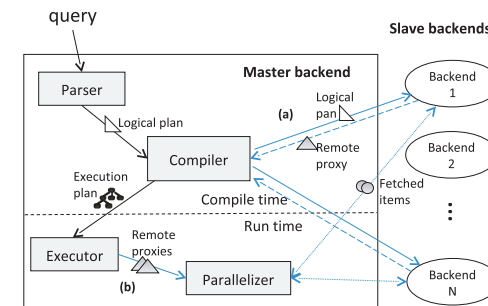 query
Slave backends
Master backend
Parser
Backend
1
(a)
Logical
pan
Logical plan
Remote
proxy
Compiler
Backend
2
Execution
plan
Fetched
items
Compile time
Run time
Executor
Remote
proxies
(b)
Parallelizer
Backend
N